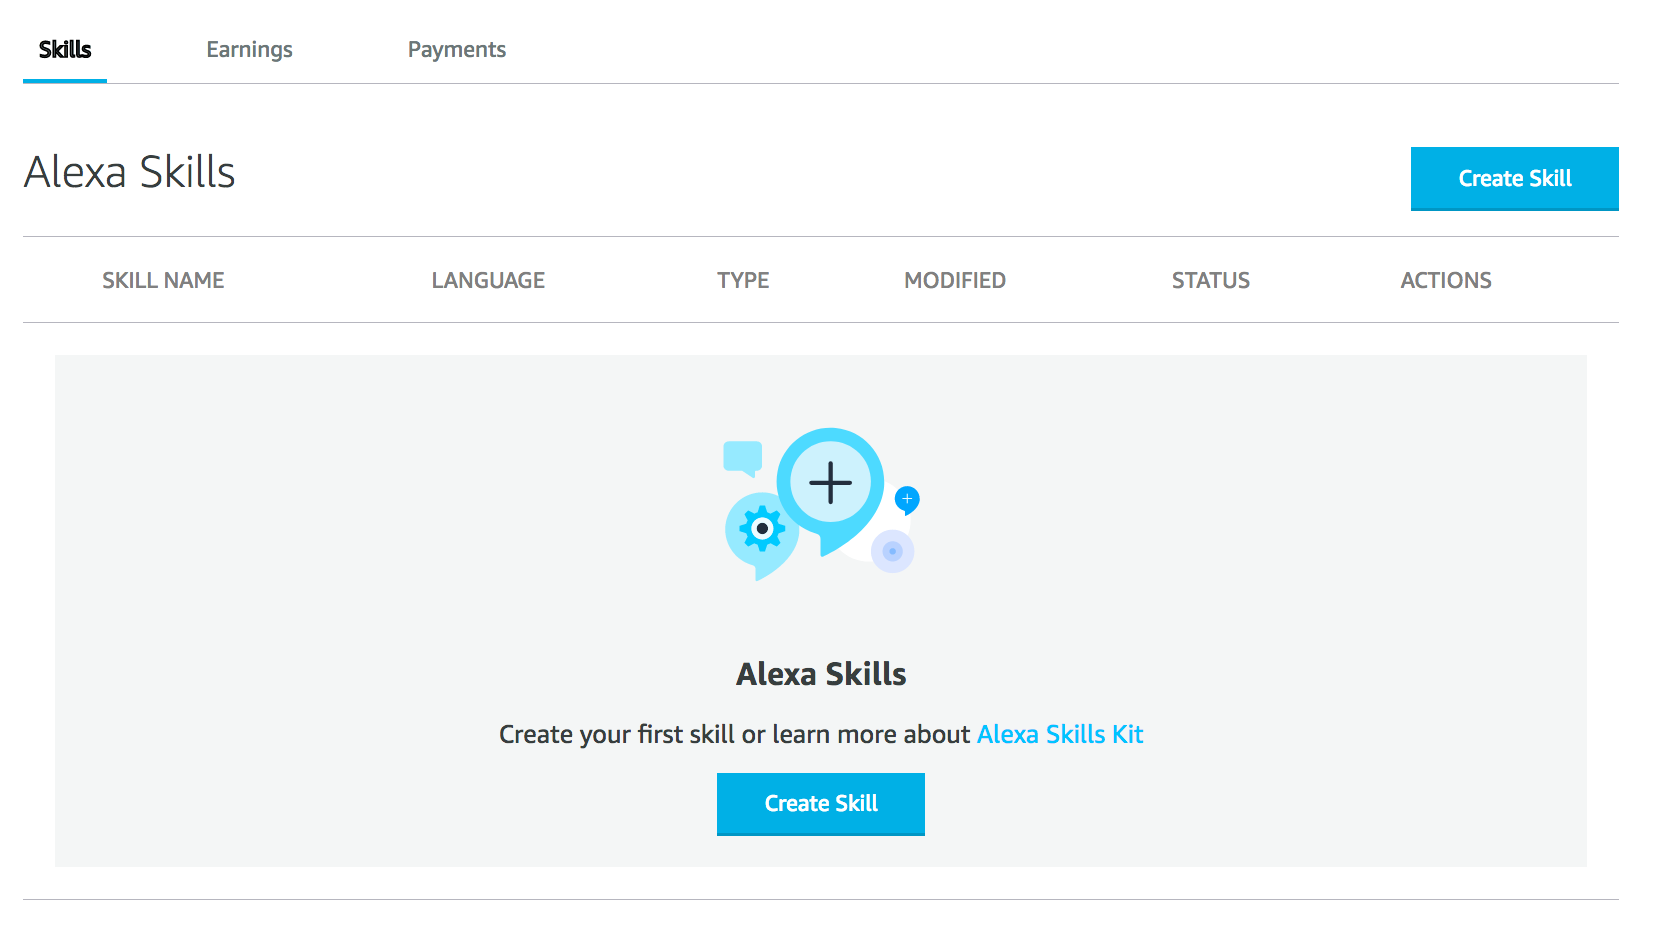 Skills Earnings Payments
Alexa Skills
Create Skill
SKILL NAME LANGUAGE TYPE MODIFIED STATUS ACTIONS
Alexa Skills
Create your first skill or learn more about Alexa Skills Kit
Create Skill